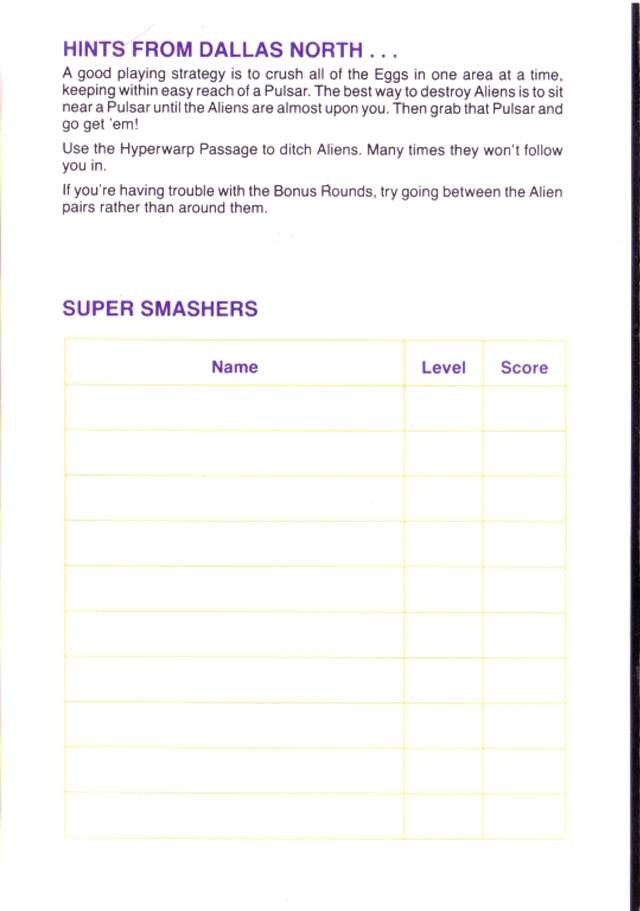 HINTS FROM DALLAS NORTH . . .
A good playing strategy is to crush all of the Eggs in one area at a time,
keeping within easy reach of a Pulsar. The best way to destroy Aliens is to sit
near a Pulsar until the Aliens are almost upon you. Then grab that Pulsar and
go get 'em!
Use the Hyperwarp Passage to ditch Aliens. Many times they won't follow
you in.
If you're having trouble with the Bonus Rounds, try going between the Alien
pairs rather than around them.
SUPER SMASHERS
Name Level Score